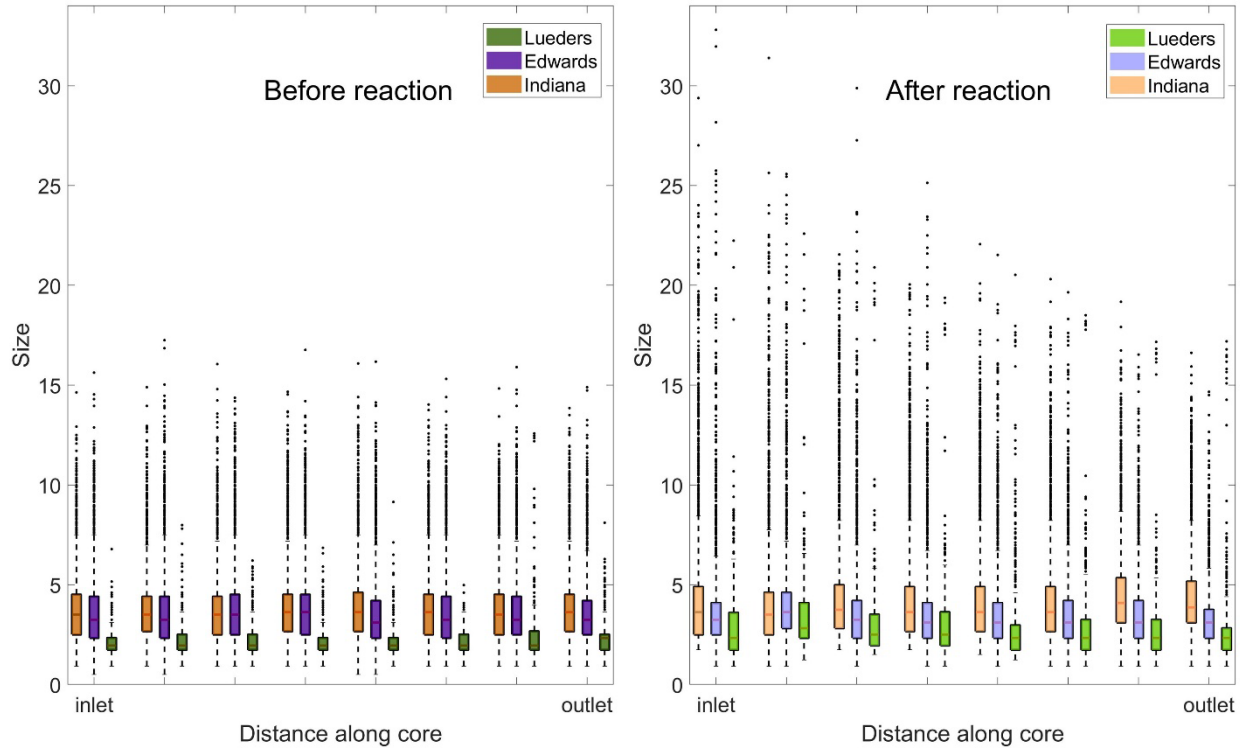 Before reaction
Lueders
Edwards
Indiana
30
25
20
15
10
5
0
Size
inlet
outlet
Distance along core
After reaction
Lueders
Edwards
Indiana
30
25
20
15
10
5
0
Size
inlet
outlet
Distance along core